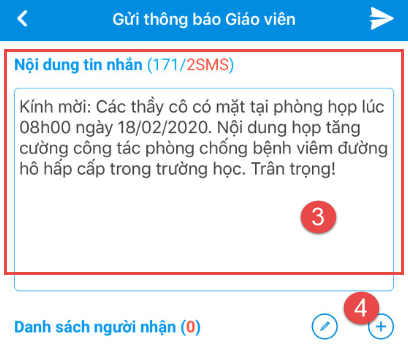 Gửi thông báo Giáo viên
Nội dung tin nhắn (171/2SMS)
Kính mời: Các thầy cô có mặt tại phòng họp lúc
08h00 ngày 18/02/2020. Nội dung họp tăng
cường công tác phòng chống bệnh viêm đường
hô hấp cấp trong trường học. Trân trọng!
3
4
Danh sách người nhận (0)